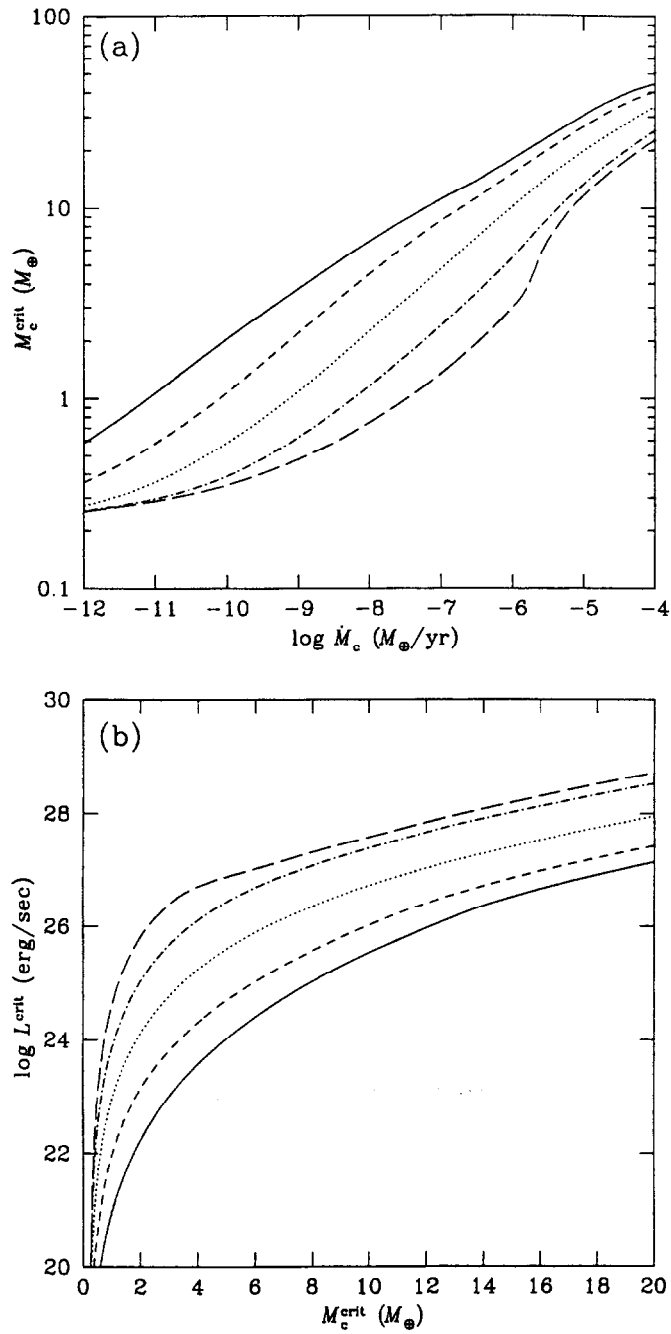 (a)
100
10
1
0.1
M_c^crit (M_⊕)
-12 -11 -10 -9 -8 -7 -6 -5 -4
log Ṁ_c (M_⊕/yr)
(b)
30
28
26
24
22
20
log L^crit (erg/sec)
0 2 4 6 8 10 12 14 16 18 20
M_c^crit (M_⊕)